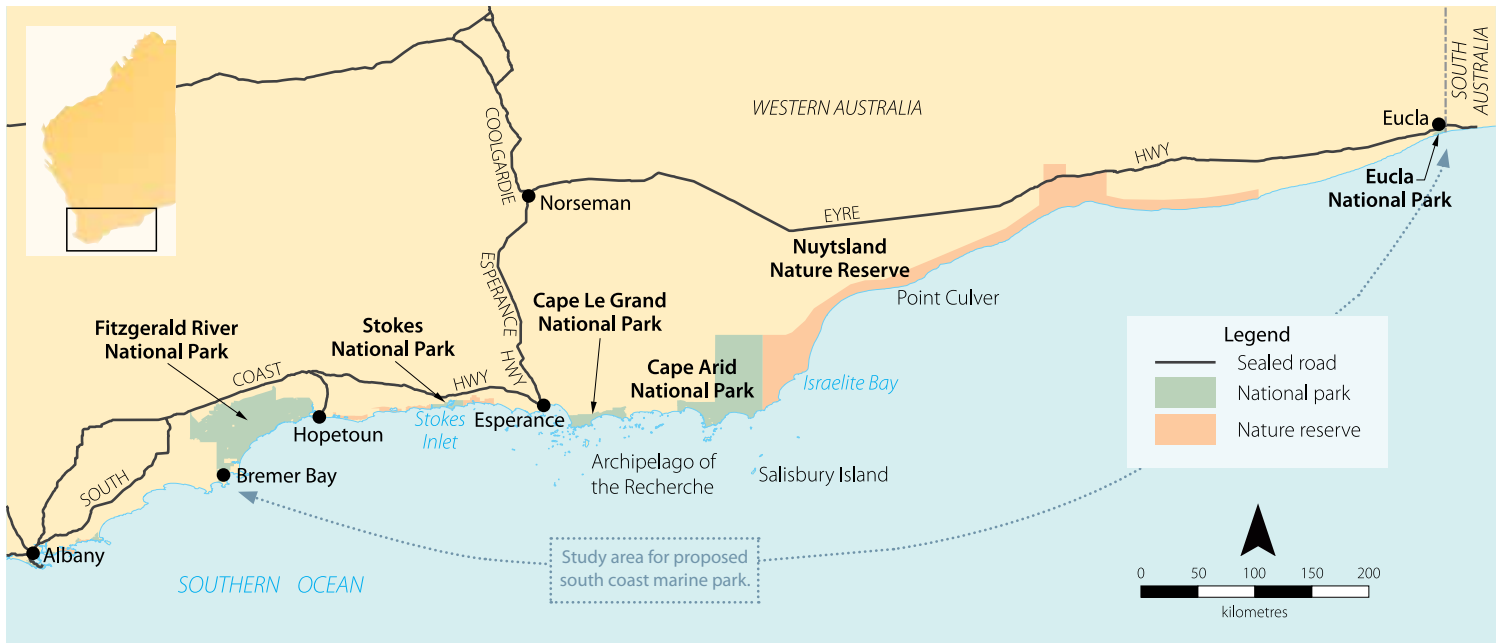 WESTERN AUSTRALIA
SOUTH
AUSTRALIA
Eucla
Eucla
National Park
HWY
EYRE
COOLGARDIE
Norseman
ESPERANCE
HWY
Nuytsland
Nature Reserve
Point Culver
Cape Le Grand
National Park
Stokes
National Park
Fitzgerald River
National Park
COAST
HWY
Cape Arid
National Park
Israelite Bay
Hopetoun
Stokes
Inlet
Esperance
Bremer Bay
SOUTH
Archipelago of
the Recherche
Salisbury Island
Albany
SOUTHERN OCEAN
Study area for proposed
south coast marine park.
Legend
Sealed road
National park
Nature reserve
0 50 100 150 200
kilometres